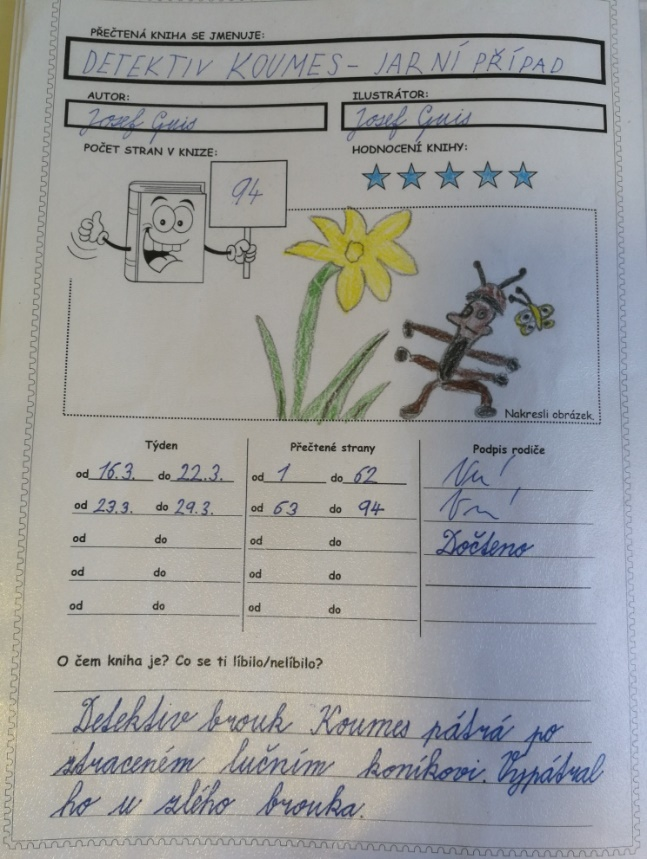 PŘEČTENÁ KNIHA SE JMENUJE:
DETEKTIV KOUMES - JARNÍ PŘÍPAD
AUTOR: ILUSTRÁTOR:
Josef Guis Josef Guis
POČET STRAN V KNIZE: HODNOCENÍ KNIHY:
94
Nakresli obrázek.
Týden Přečtené strany Podpis rodiče
od 16.3. do 22.3. od 1 do 62
od 23.3. do 29.3. od 63 do 94
od do od do Dočteno
od do od do
od do od do
O čem kniha je? Co se ti líbilo/nelíbilo?
Detektiv brouk Koumes pátrá po
ztraceném lučním koníkovi. Vypátral
ho u zlého brouka.